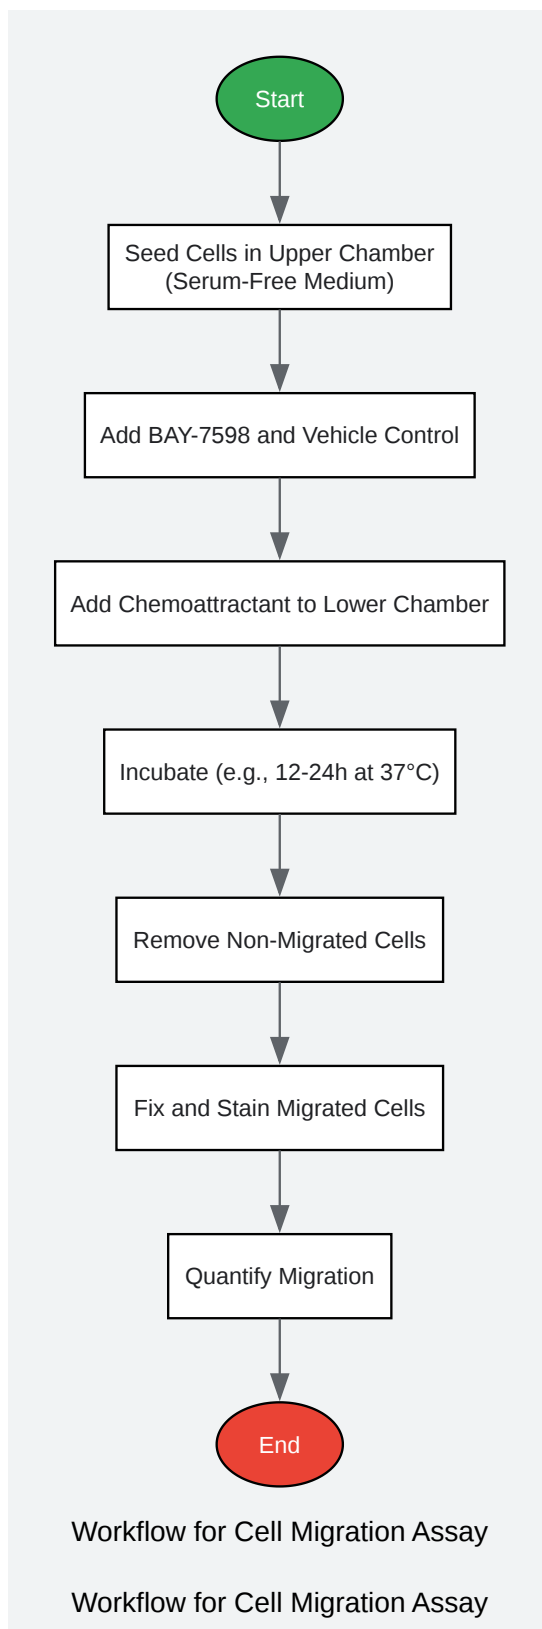 Start
Seed Cells in Upper Chamber
(Serum-Free Medium)
Add BAY-7598 and Vehicle Control
Add Chemoattractant to Lower Chamber
Incubate (e.g., 12-24h at 37°C)
Remove Non-Migrated Cells
Fix and Stain Migrated Cells
Quantify Migration
End
Workflow for Cell Migration Assay
Workflow for Cell Migration Assay